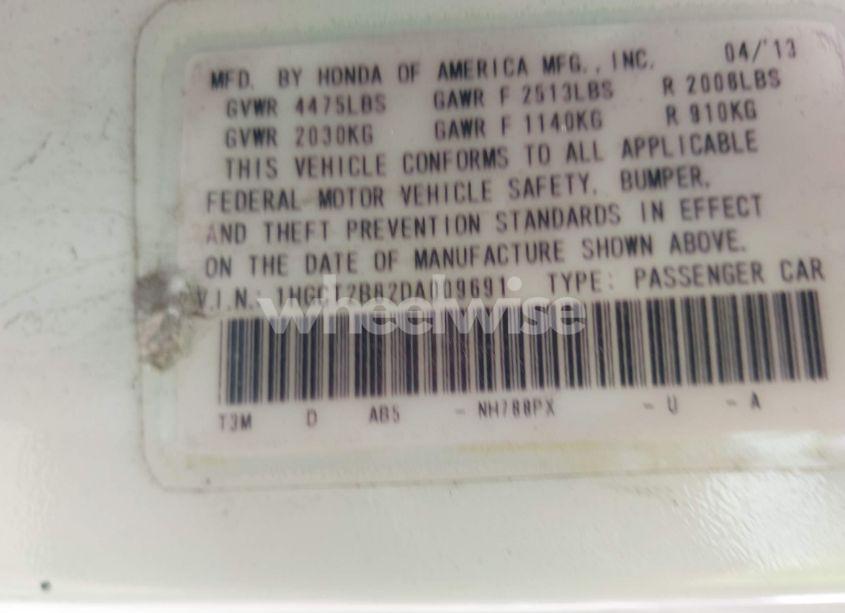 MFD. BY HONDA OF AMERICA MFG., INC. 04/'13
GVWR 4475LBS GAWR F 2513LBS R 2006LBS
GVWR 2030KG GAWR F 1140KG R 910KG
THIS VEHICLE CONFORMS TO ALL APPLICABLE
FEDERAL MOTOR VEHICLE SAFETY, BUMPER,
AND THEFT PREVENTION STANDARDS IN EFFECT
ON THE DATE OF MANUFACTURE SHOWN ABOVE.
V.I.N.: TYPE: PASSENGER CAR
wheelwise
T3M D AB5 - NH788PX - U - A